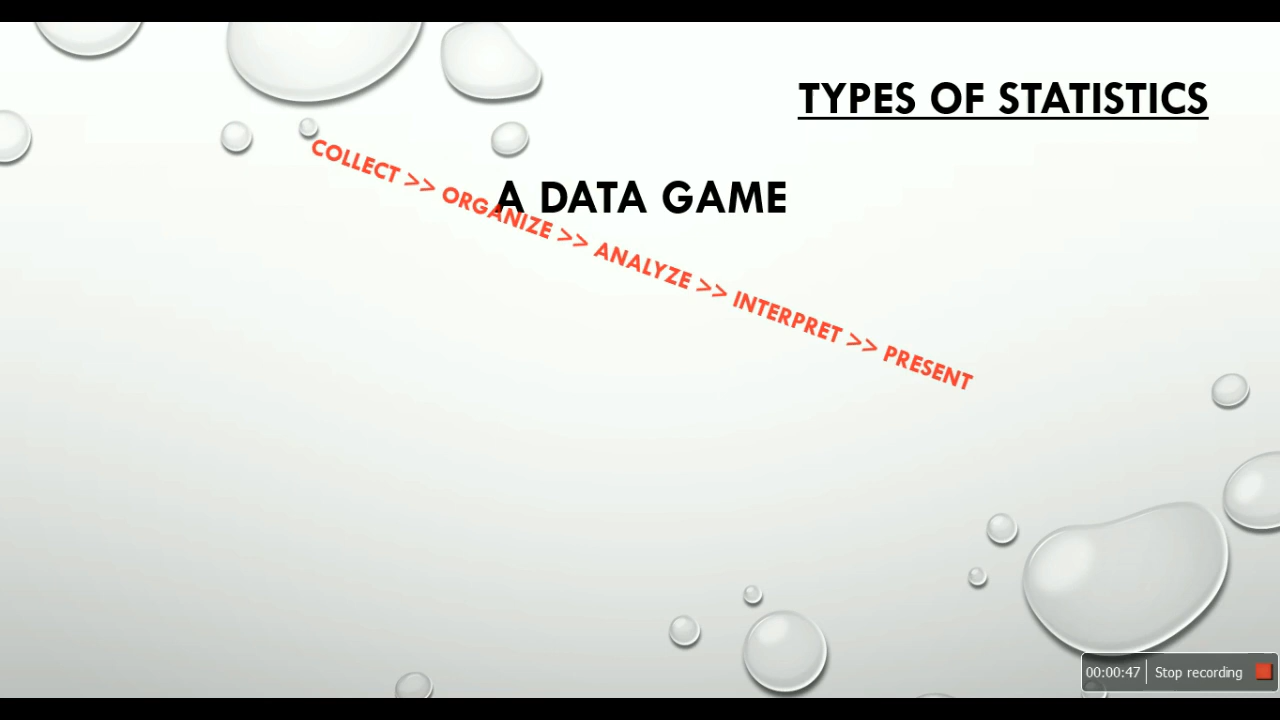 TYPES OF STATISTICS
A DATA GAME
COLLECT >> ORGANIZE >> ANALYZE >> INTERPRET >> PRESENT
00:00:47 Stop recording